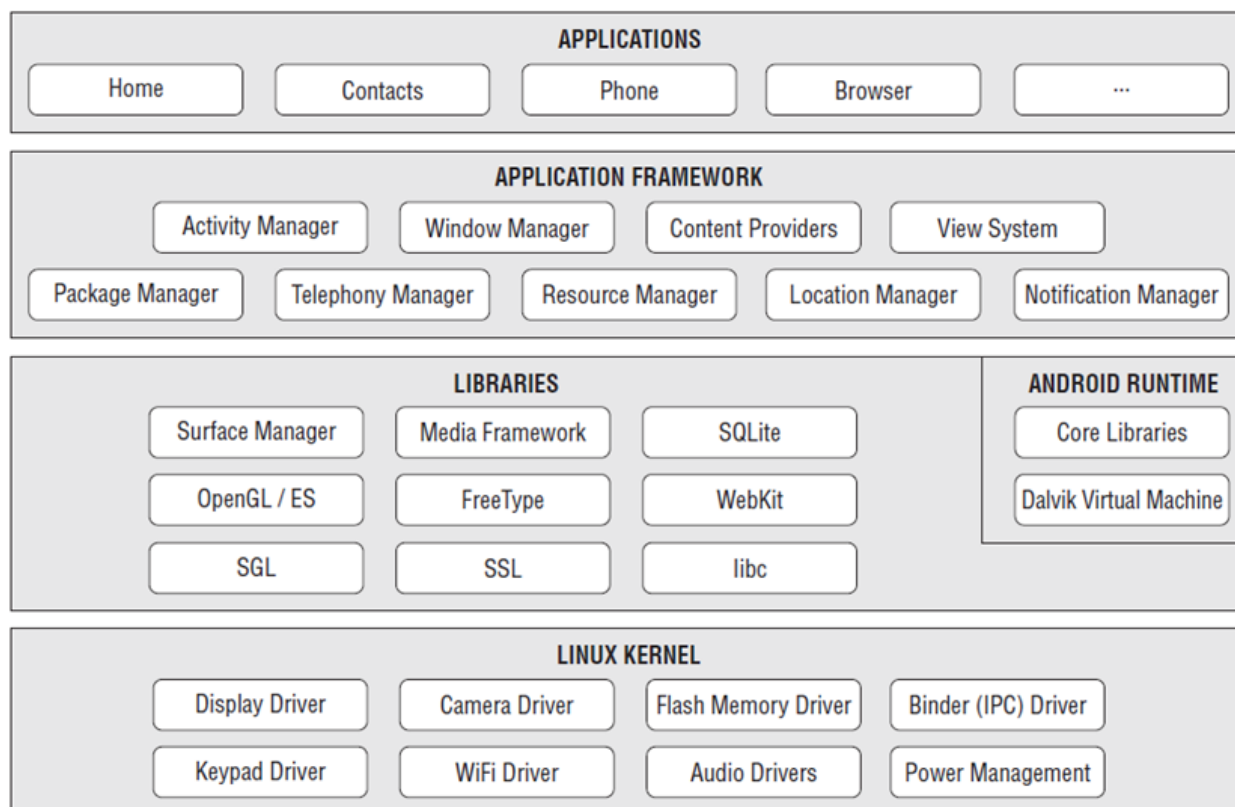 APPLICATIONS
Home
Contacts
Phone
Browser
...
APPLICATION FRAMEWORK
Activity Manager
Window Manager
Content Providers
View System
Package Manager
Telephony Manager
Resource Manager
Location Manager
Notification Manager
LIBRARIES
Surface Manager
Media Framework
SQLite
OpenGL / ES
FreeType
WebKit
SGL
SSL
libc
ANDROID RUNTIME
Core Libraries
Dalvik Virtual Machine
LINUX KERNEL
Display Driver
Camera Driver
Flash Memory Driver
Binder (IPC) Driver
Keypad Driver
WiFi Driver
Audio Drivers
Power Management